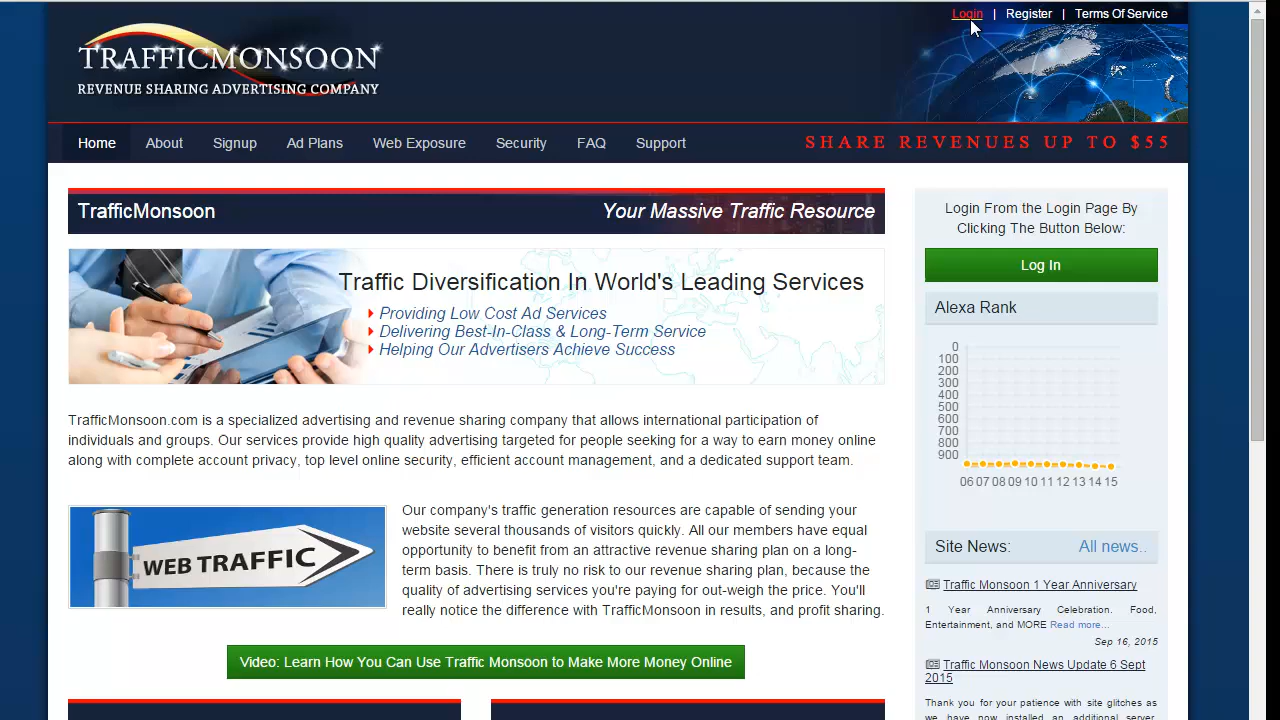 Login | Register | Terms Of Service
TRAFFICMONSOON
REVENUE SHARING ADVERTISING COMPANY
Home About Signup Ad Plans Web Exposure Security FAQ Support
SHARE REVENUES UP TO $55
TrafficMonsoon
Your Massive Traffic Resource
Traffic Diversification In World's Leading Services
Providing Low Cost Ad Services
Delivering Best-In-Class & Long-Term Service
Helping Our Advertisers Achieve Success
TrafficMonsoon.com is a specialized advertising and revenue sharing company that allows international participation of
individuals and groups. Our services provide high quality advertising targeted for people seeking for a way to earn money online
along with complete account privacy, top level online security, efficient account management, and a dedicated support team.
WEB TRAFFIC
Our company's traffic generation resources are capable of sending your
website several thousands of visitors quickly. All our members have equal
opportunity to benefit from an attractive revenue sharing plan on a long-
term basis. There is truly no risk to our revenue sharing plan, because the
quality of advertising services you're paying for out-weigh the price. You'll
really notice the difference with TrafficMonsoon in results, and profit sharing.
Video: Learn How You Can Use Traffic Monsoon to Make More Money Online
Login From the Login Page By
Clicking The Button Below:
Log In
Alexa Rank
0
100
200
300
400
500
600
700
800
900
06 07 08 09 10 11 12 13 14 15
Site News: All news..
Traffic Monsoon 1 Year Anniversary
1 Year Anniversary Celebration. Food,
Entertainment, and MORE Read more...
Sep 16, 2015
Traffic Monsoon News Update 6 Sept
2015
Thank you for your patience with site glitches as
we have now installed an additional server